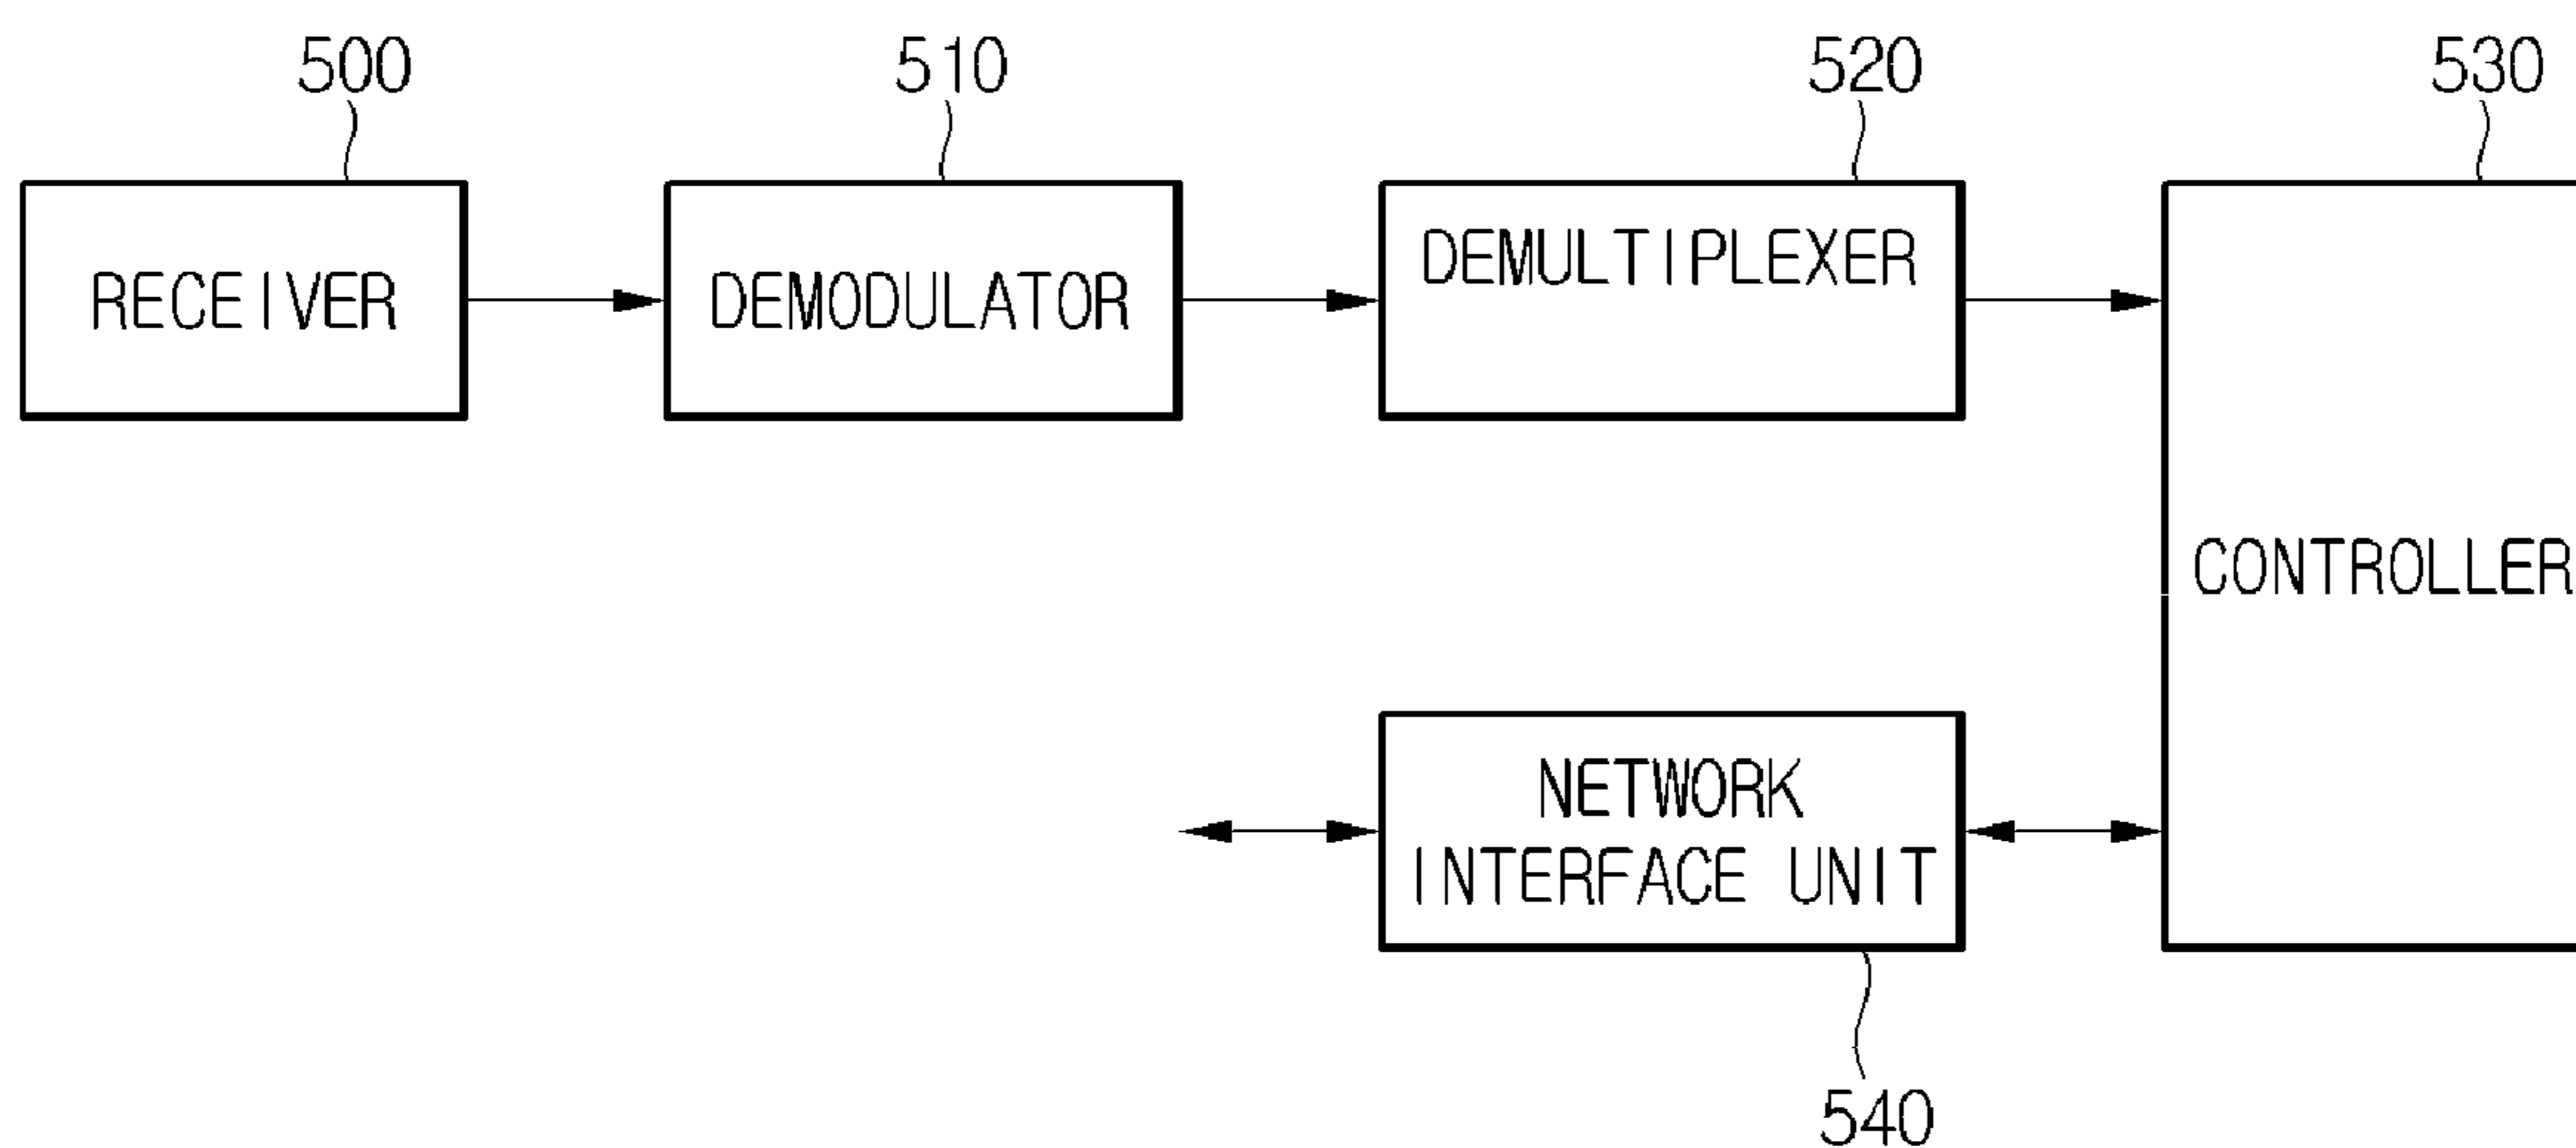 500
510
520
530
RECEIVER
DEMODULATOR
DEMULTIPLEXER
CONTROLLER
NETWORK
INTERFACE UNIT
540